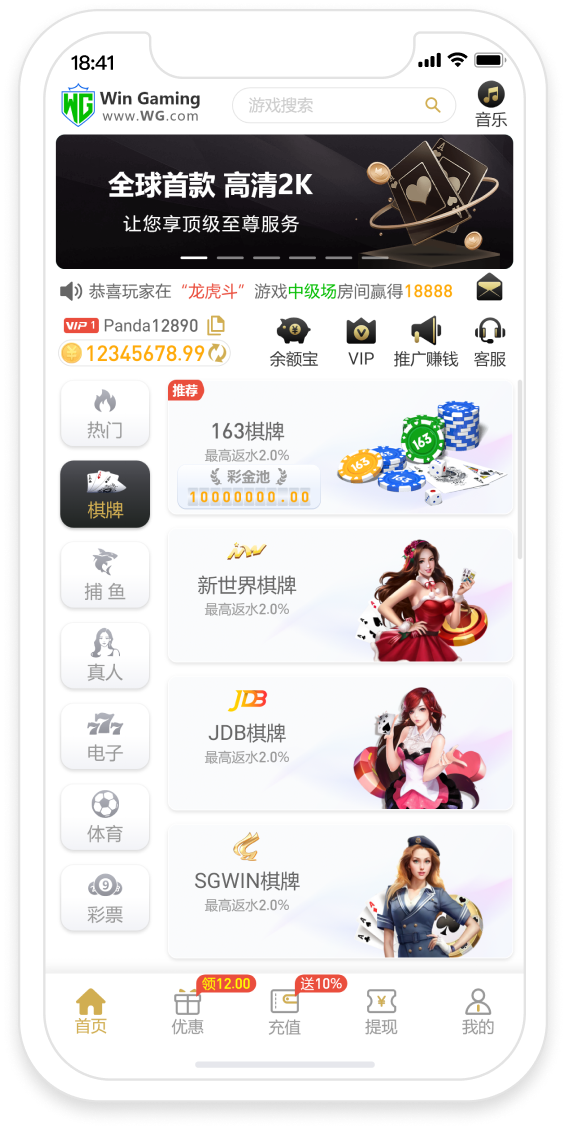 18:41
WG Win Gaming
www.WG.com
游戏搜索
音乐
全球首款 高清2K
让您享顶级至尊服务
恭喜玩家在“龙虎斗”游戏中级场房间赢得18888
VIP 1 Panda12890
12345678.99
余额宝 VIP 推广赚钱 客服
热门
棋牌
捕鱼
真人
777
电子
体育
9
彩票
推荐
163棋牌
最高返水2.0%
彩金池
10000000.00
163
163
新世界棋牌
最高返水2.0%
JDB
JDB棋牌
最高返水2.0%
SGWIN棋牌
最高返水2.0%
领12.00
送10%
首页 优惠 充值 提现 我的